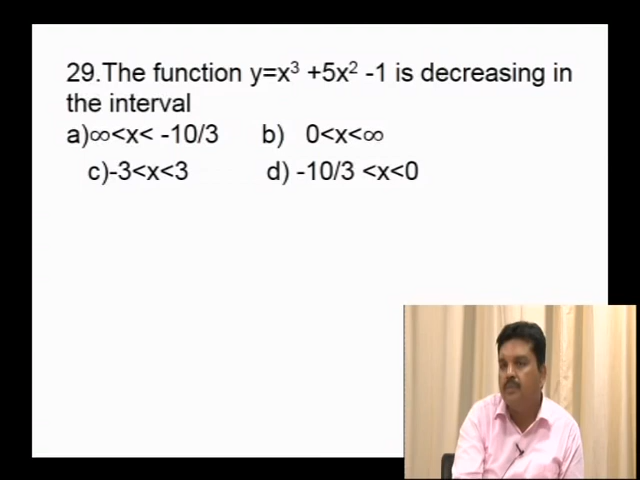 29.The function y=x³ +5x² -1 is decreasing in
the interval
a)∞<x< -10/3 b) 0<x<∞
c)-3<x<3 d) -10/3 <x<0